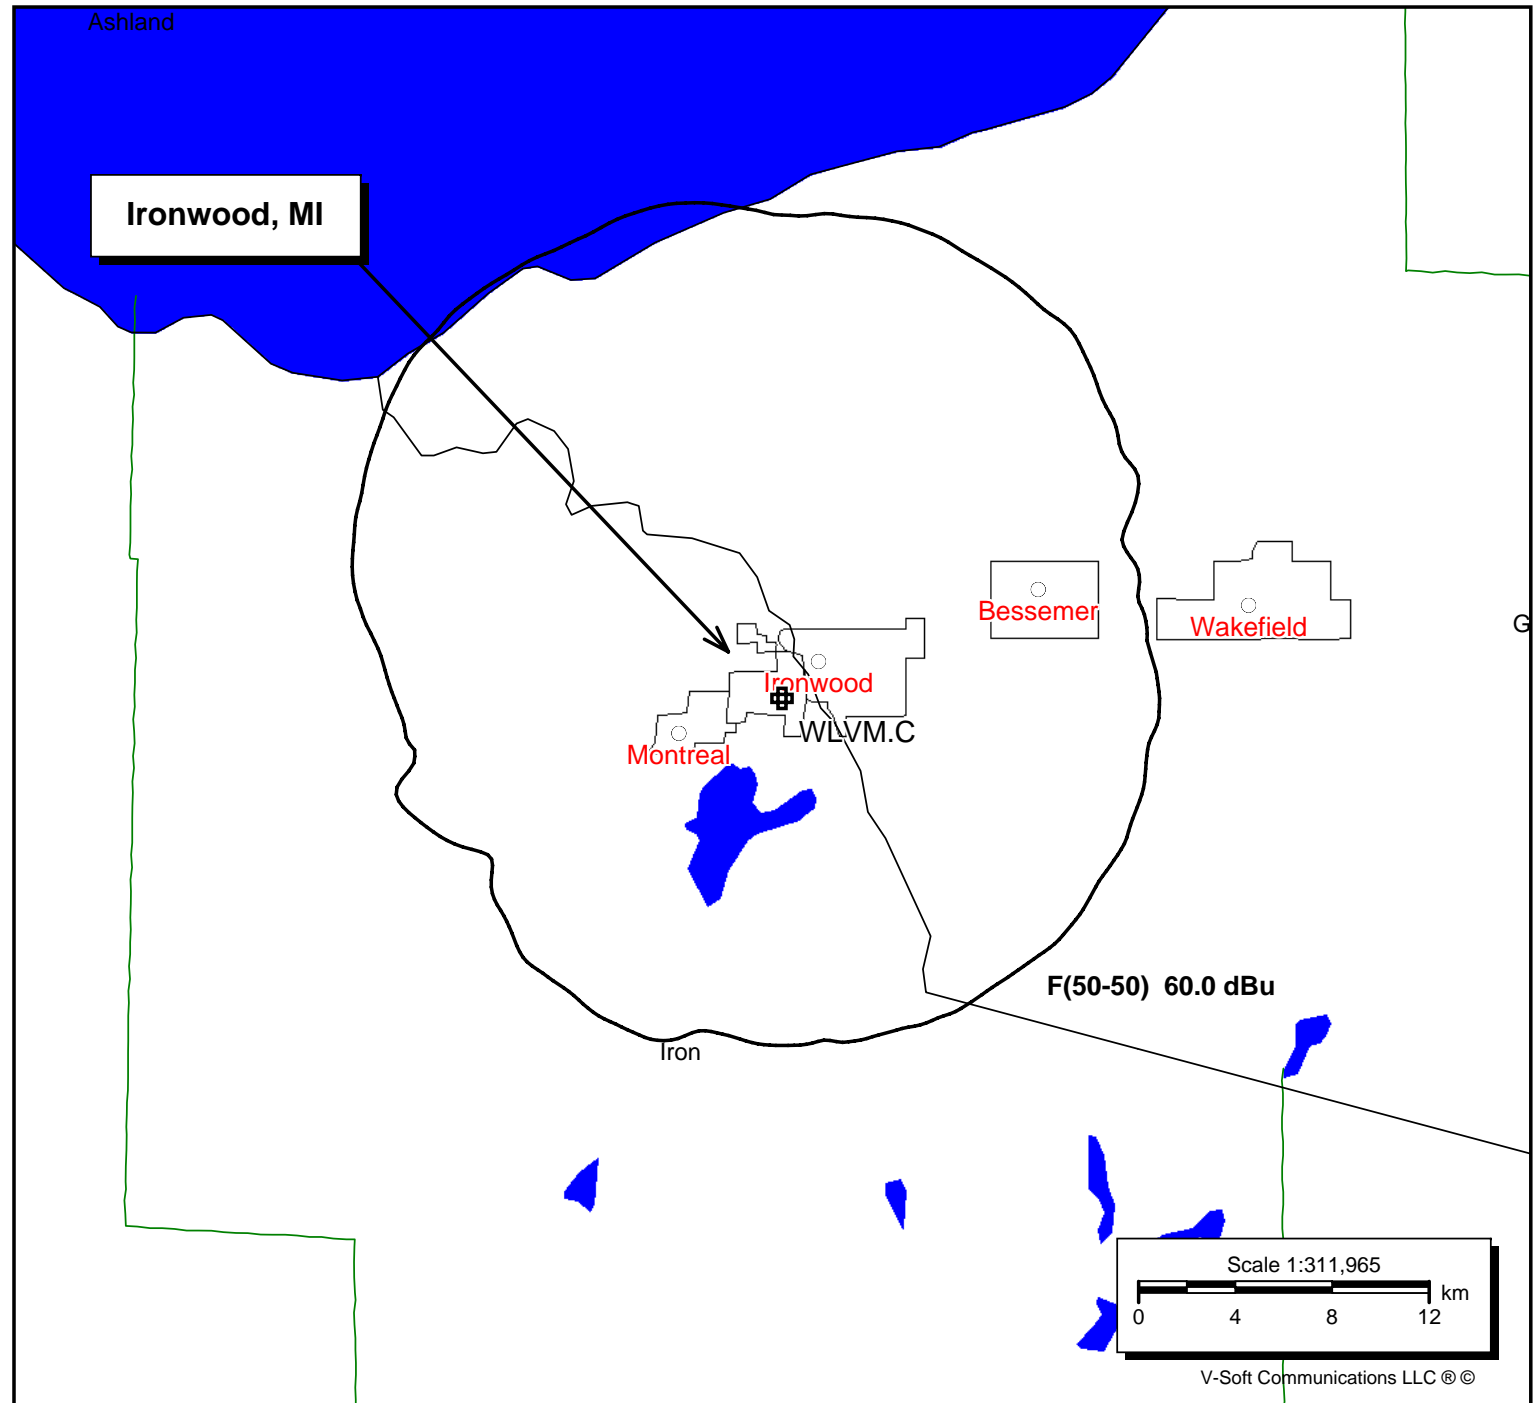 Ashland
Ironwood, MI
Bessemer
Wakefield
G
Ironwood
WLVM.C
Montreal
F(50-50) 60.0 dBu
Iron
Scale 1:311,965
km
0 4 8 12
V-Soft Communications LLC ® ©